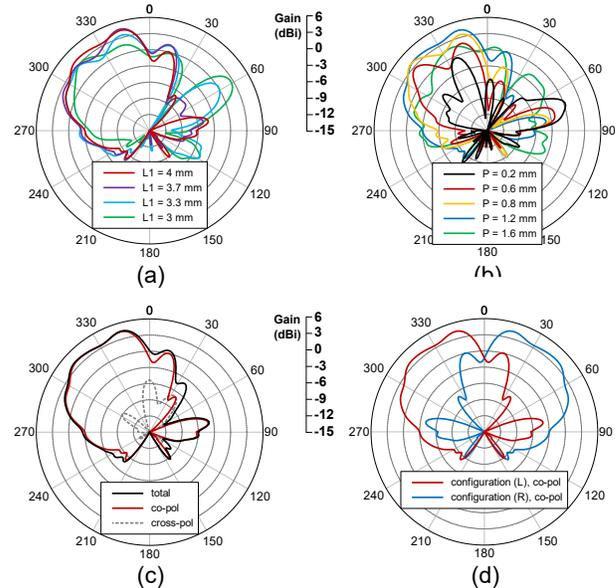 0
330
30
300
60
270
90
240
120
210
150
L1 = 4 mm
L1 = 3.7 mm
L1 = 3.3 mm
L1 = 3 mm
(a)
Gain
(dBi)
6
3
0
-3
-6
-9
-12
-15
0
330
30
300
60
270
90
240
120
210
150
180
P = 0.2 mm
P = 0.6 mm
P = 0.8 mm
P = 1.2 mm
P = 1.6 mm
(b)
0
330
30
300
60
270
90
240
120
210
150
180
total
co-pol
cross-pol
(c)
Gain
(dBi)
6
3
0
-3
-6
-9
-12
-15
0
330
30
300
60
270
90
240
120
210
150
180
configuration (L), co-pol
configuration (R), co-pol
(d)